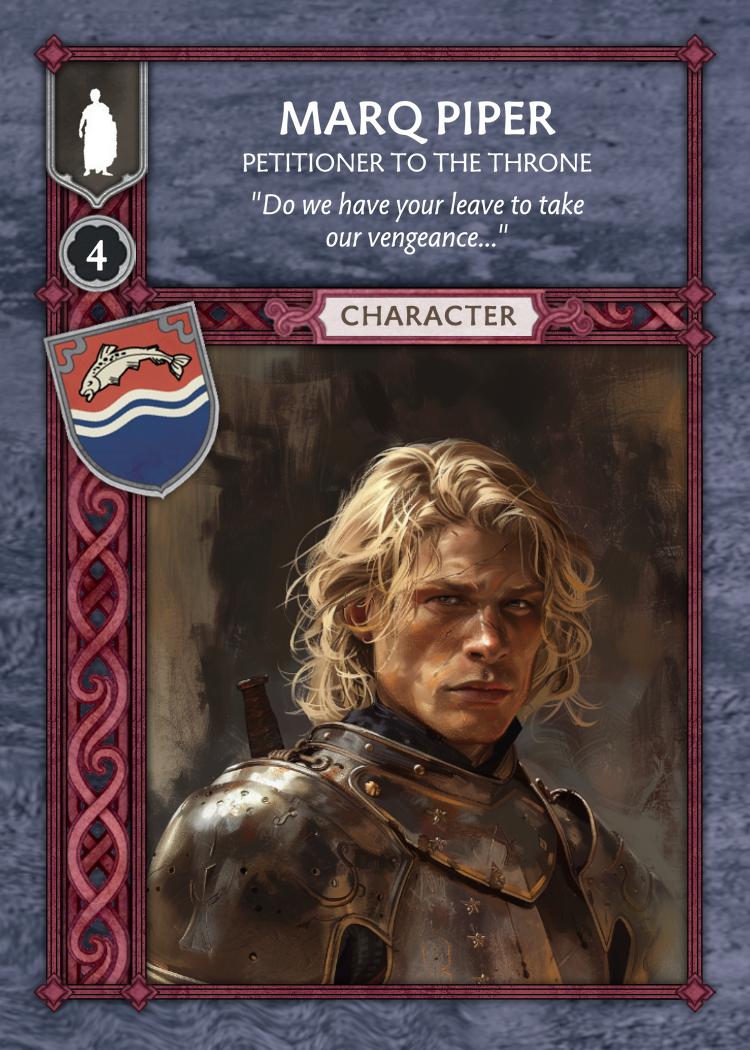 MARQ PIPER
PETITIONER TO THE THRONE
"Do we have your leave to take
our vengeance..."
4
CHARACTER